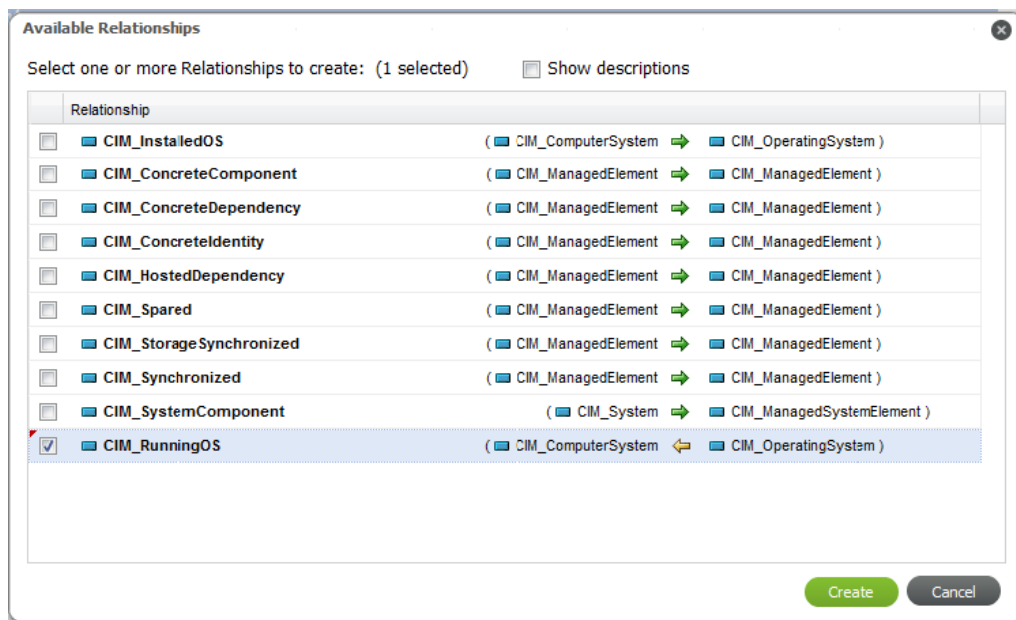 Available Relationships
Select one or more Relationships to create: (1 selected) Show descriptions
Relationship
CIM_InstalledOS ( CIM_ComputerSystem CIM_OperatingSystem )
CIM_ConcreteComponent ( CIM_ManagedElement CIM_ManagedElement )
CIM_ConcreteDependency ( CIM_ManagedElement CIM_ManagedElement )
CIM_ConcreteIdentity ( CIM_ManagedElement CIM_ManagedElement )
CIM_HostedDependency ( CIM_ManagedElement CIM_ManagedElement )
CIM_Spared ( CIM_ManagedElement CIM_ManagedElement )
CIM_StorageSynchronized ( CIM_ManagedElement CIM_ManagedElement )
CIM_Synchronized ( CIM_ManagedElement CIM_ManagedElement )
CIM_SystemComponent ( CIM_System CIM_ManagedSystemElement )
CIM_RunningOS ( CIM_ComputerSystem CIM_OperatingSystem )
Create Cancel